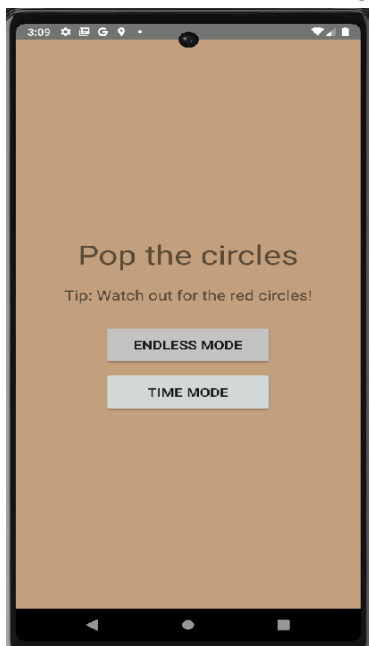 3:09 G
Pop the circles
Tip: Watch out for the red circles!
ENDLESS MODE
TIME MODE